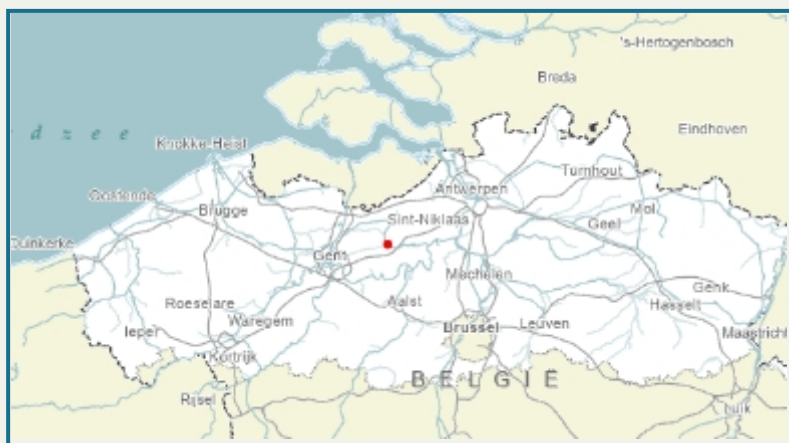 's-Hertogenbosch
Breda
Eindhoven
d z e e
Knokke-Heist
Turnhout
Antwerpen
Oostende
Brugge
Mol
Sint-Niklaas
Geel
Duinkerke
Gent
Mechelen
Genk
Roeselare
Aalst
Hasselt
Waregem
Brussel
Leuven
Ieper
Maastricht
Kortrijk
BELGIË
Rijsel
Luik